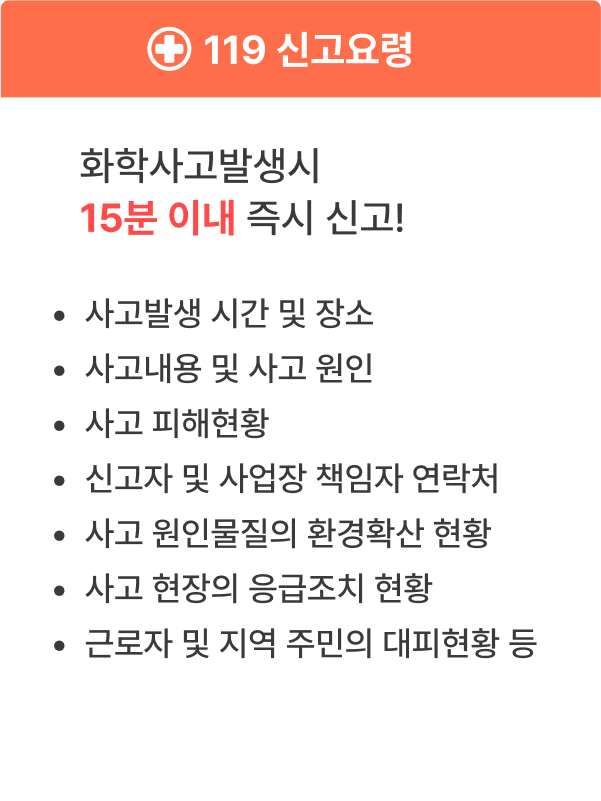 119 신고요령
화학사고발생시
15분 이내 즉시 신고!
• 사고발생 시간 및 장소
• 사고내용 및 사고 원인
• 사고 피해현황
• 신고자 및 사업장 책임자 연락처
• 사고 원인물질의 환경확산 현황
• 사고 현장의 응급조치 현황
• 근로자 및 지역 주민의 대피현황 등